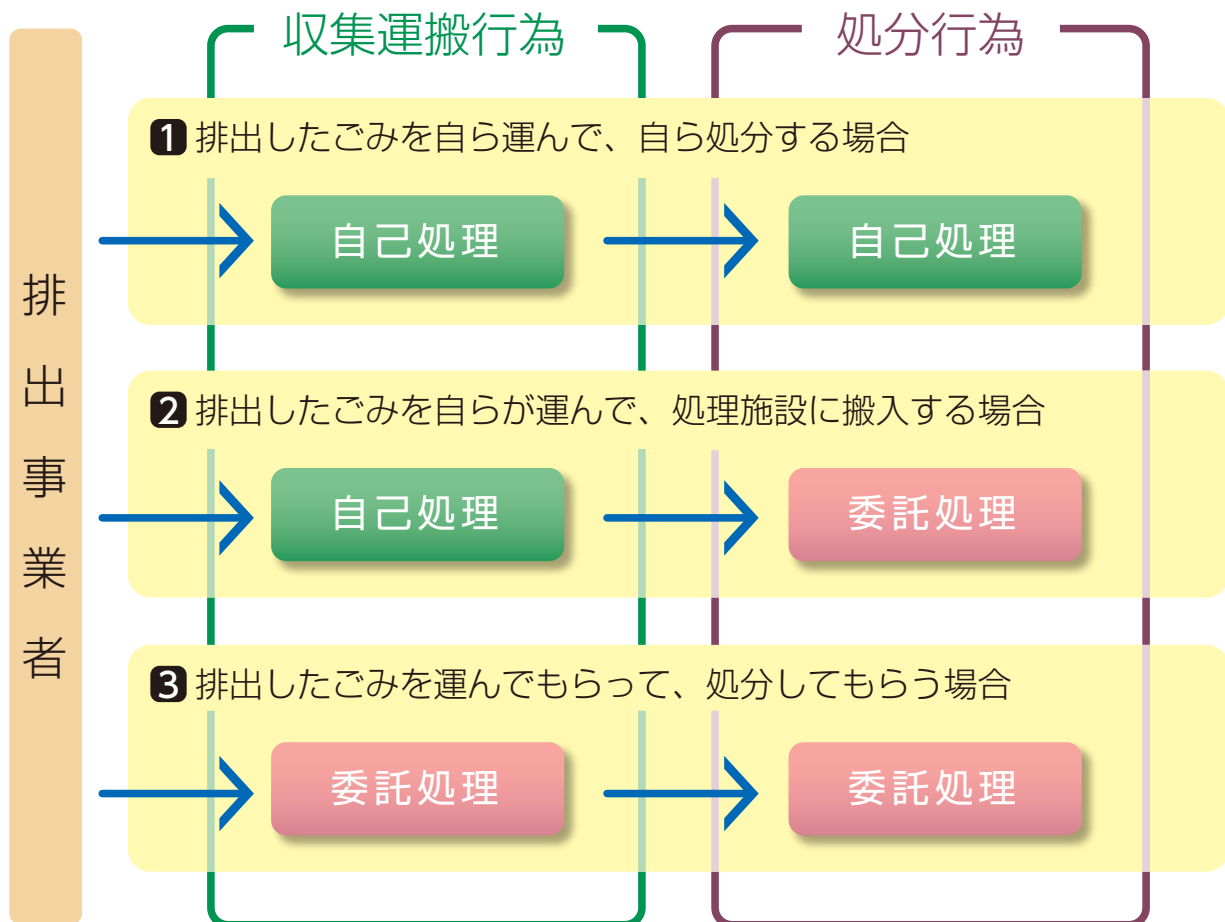 収集運搬行為
処分行為
排出事業者
1 排出したごみを自ら運んで、自ら処分する場合
自己処理
自己処理
2 排出したごみを自らが運んで、処理施設に搬入する場合
自己処理
委託処理
3 排出したごみを運んでもらって、処分してもらう場合
委託処理
委託処理